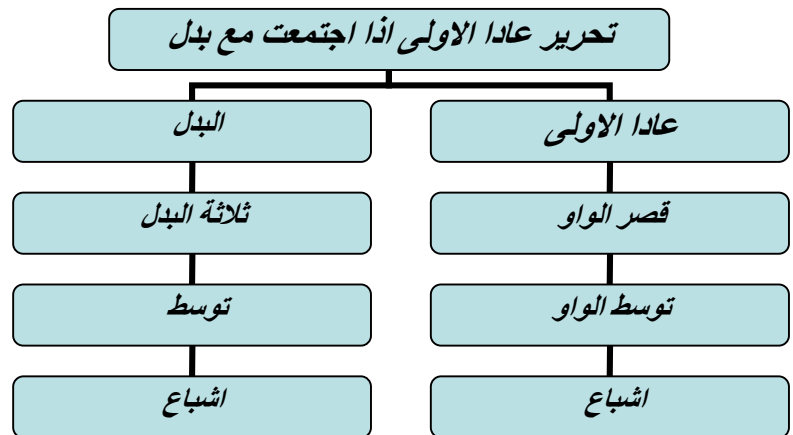 تحرير عادا الاولى اذا اجتمعت مع بدل
عادا الاولى
البدل
قصر الواو
ثلاثة البدل
توسط الواو
توسط
اشباع
اشباع